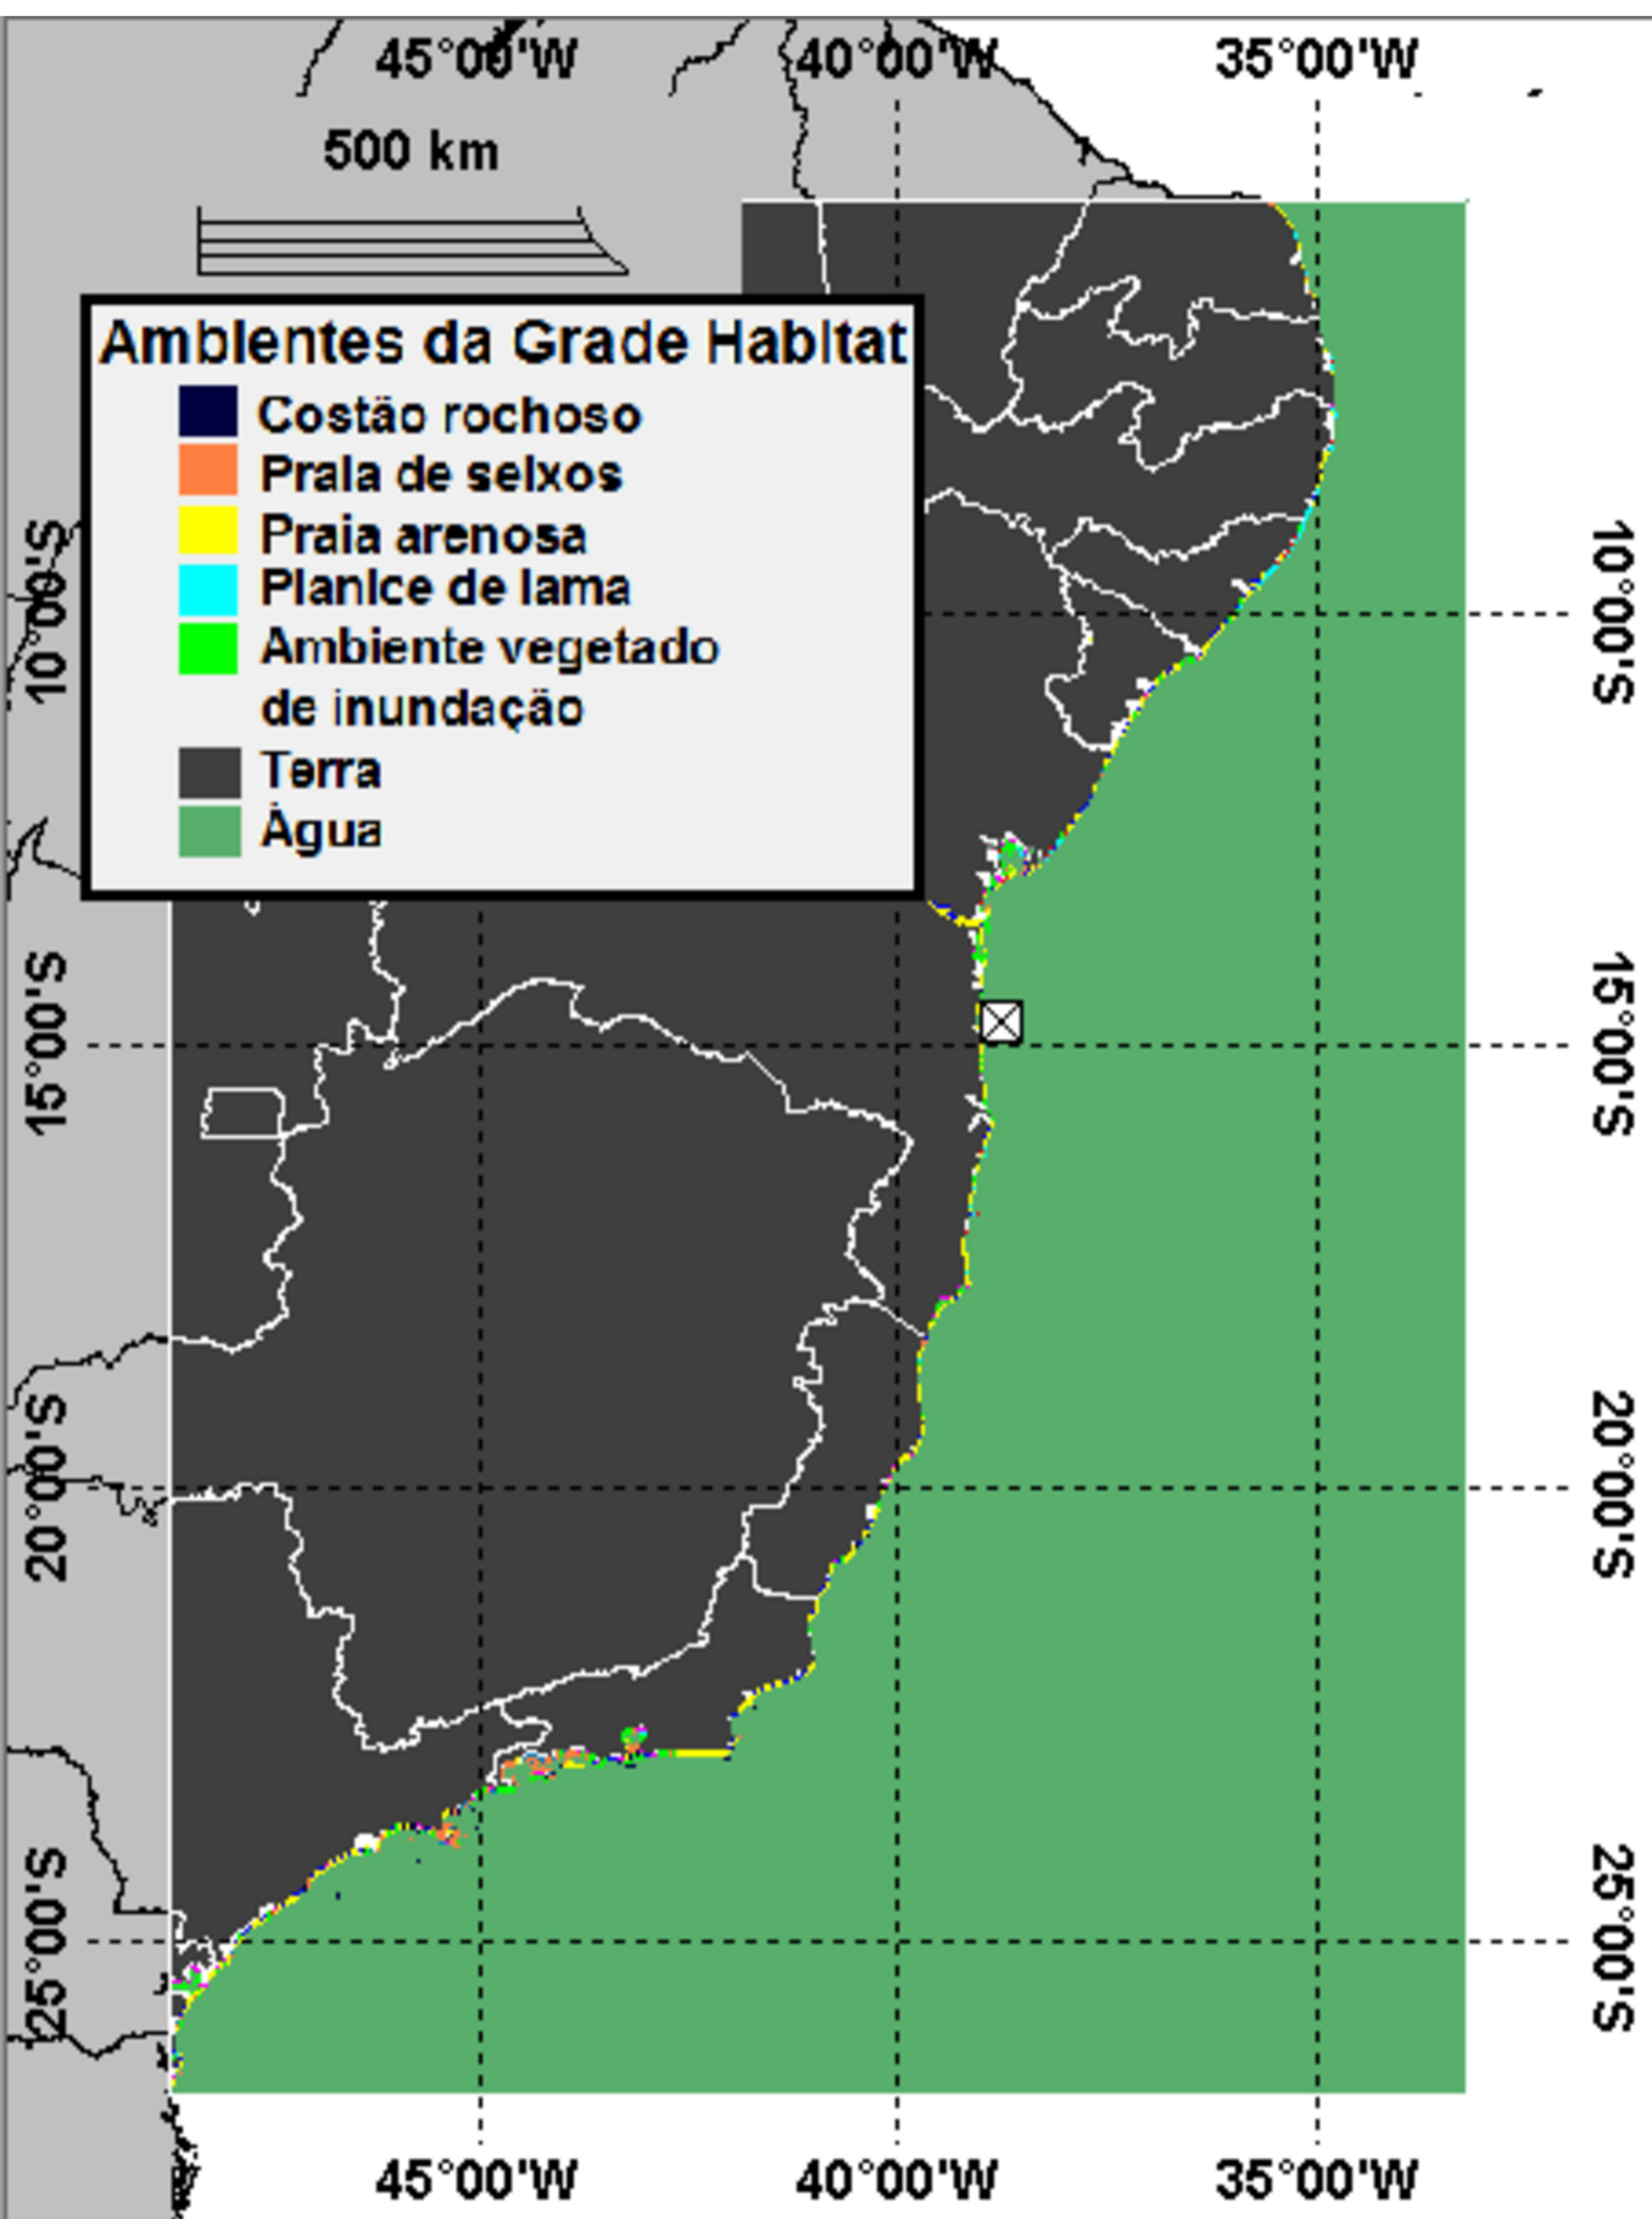 45°00'W 40°00'W 35°00'W
500 km
Amblentes da Grade Habltat
Costão rochoso
Prala de selxos
Praia arenosa
Planlce de lama
Ambiente vegetado
de inundação
Terra
Água
10°00'S 10°00'S
15°00'S 15°00'S
20°00'S 20°00'S
25°00'S 25°00'S
45°00'W 40°00'W 35°00'W